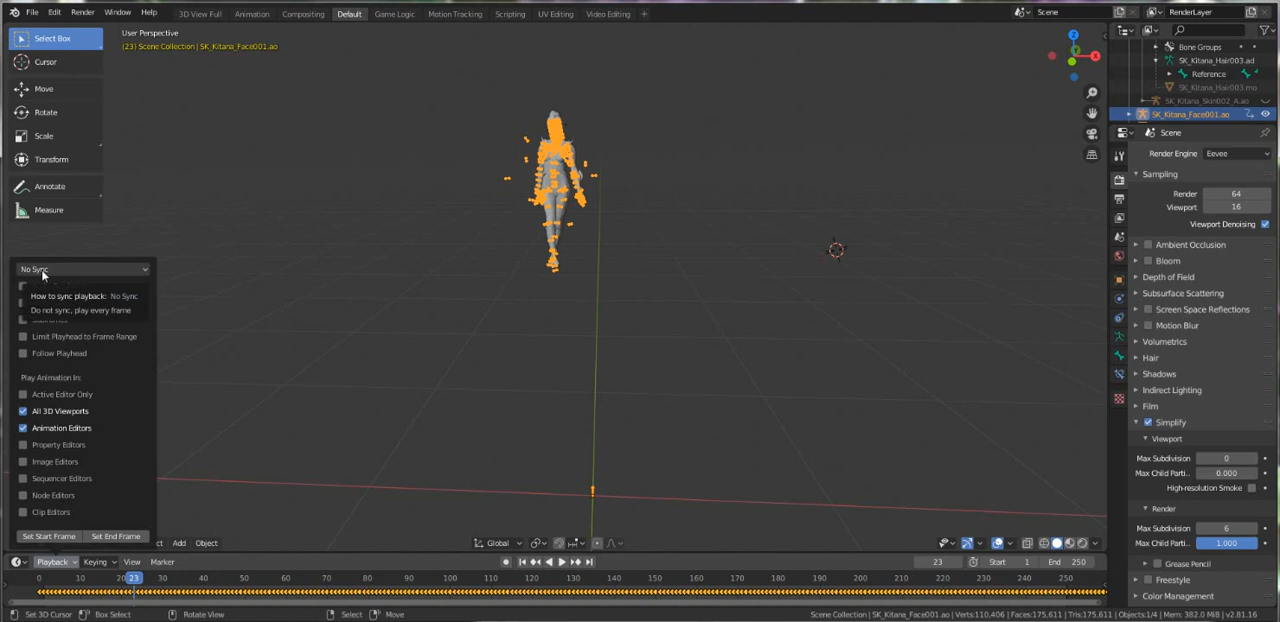 File Edit Render Window Help 3D View Full Animation Compositing Default Game Logic Motion Tracking Scripting UV Editing Video Editing + Scene RenderLayer
Select Box
Cursor
Move
Rotate
Scale
Transform
Annotate
Measure
User Perspective
(23) Scene Collection | SK_Kitana_Face001.ao
Z
X
No Sync
How to sync playback: No Sync
Do not sync, play every frame
Limit Playhead to Frame Range
Follow Playhead
Play Animation In:
Active Editor Only
All 3D Viewports
Animation Editors
Property Editors
Image Editors
Sequencer Editors
Node Editors
Clip Editors
Set Start Frame Set End Frame
Add Object Global
Bone Groups
SK_Kitana_Hair003.ad
Reference
SK_Kitana_Hair003.mo
SK_Kitana_Skin002_A.ao
SK_Kitana_Face001.ao
Scene
Render Engine Eevee
Sampling
Render 64
Viewport 16
Viewport Denoising
Ambient Occlusion
Bloom
Depth of Field
Subsurface Scattering
Screen Space Reflections
Motion Blur
Volumetrics
Hair
Shadows
Indirect Lighting
Film
Simplify
Viewport
Max Subdivision 0
Max Child Parti... 0.000
High-resolution Smoke
Render
Max Subdivision 6
Max Child Parti... 1.000
Grease Pencil
Freestyle
Color Management
Playback Keying View Marker 23 Start 1 End 250
0 10 20 23 30 40 50 60 70 80 90 100 110 120 130 140 150 160 170 180 190 200 210 220 230 240 250
Set 3D Cursor Box Select Rotate View Select Move Scene Collection | SK_Kitana_Face001.ao | Verts:110,406 | Faces:175,611 | Tris:175,611 | Objects:1/4 | Mem: 382.0 MiB | v2.81.16